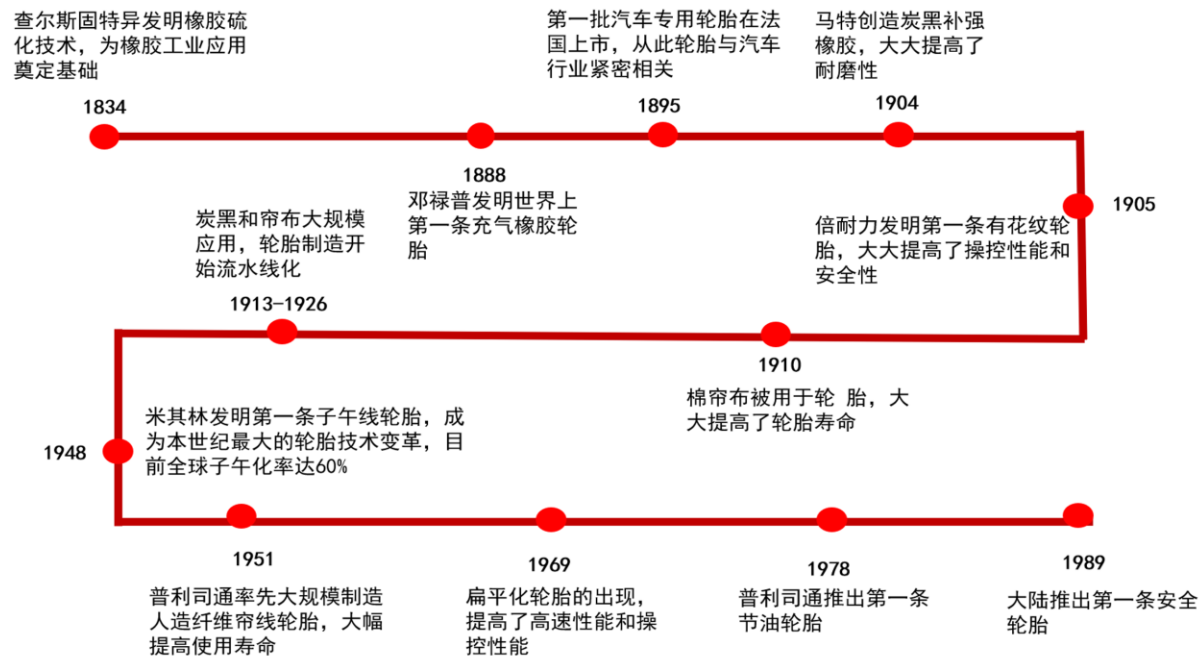 查尔斯固特异发明橡胶硫
化技术，为橡胶工业应用
奠定基础
1834
1888
邓禄普发明世界上
第一条充气橡胶轮
胎
第一批汽车专用轮胎在法
国上市，从此轮胎与汽车
行业紧密相关
1895
马特创造炭黑补强
橡胶，大大提高了
耐磨性
1904
1905
倍耐力发明第一条有花纹轮
胎，大大提高了操控性能和
安全性
1910
棉帘布被用于轮 胎，大
大提高了轮胎寿命
炭黑和帘布大规模
应用，轮胎制造开
始流水线化
1913-1926
1948
米其林发明第一条子午线轮胎，成
为本世纪最大的轮胎技术变革，目
前全球子午化率达60%
1951
普利司通率先大规模制造
人造纤维帘线轮胎，大幅
提高使用寿命
1969
扁平化轮胎的出现，
提高了高速性能和操
控性能
1978
普利司通推出第一条
节油轮胎
1989
大陆推出第一条安全
轮胎